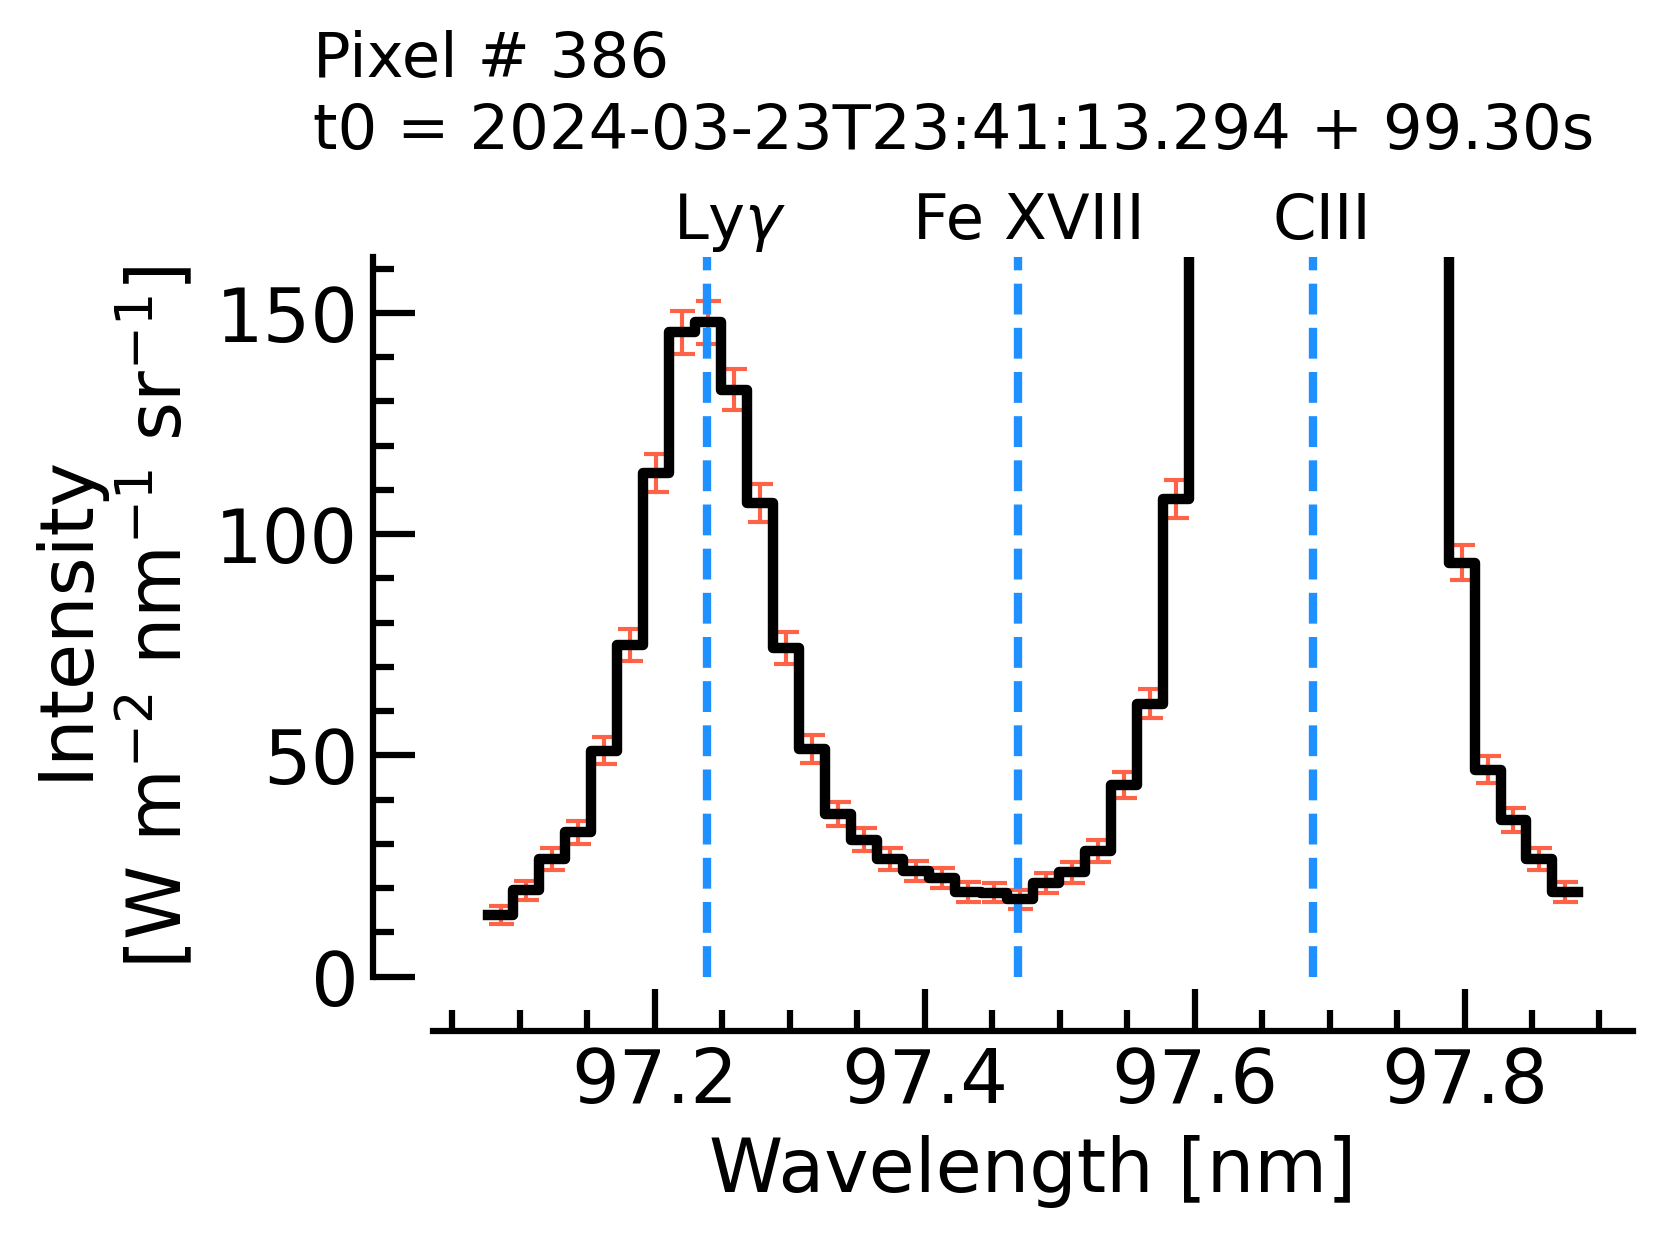 Pixel # 386
t0 = 2024-03-23T23:41:13.294 + 99.30s
Lyγ Fe XVIII CIII
150
100
50
0
Intensity
[W m⁻² nm⁻¹ sr⁻¹]
97.2 97.4 97.6 97.8
Wavelength [nm]